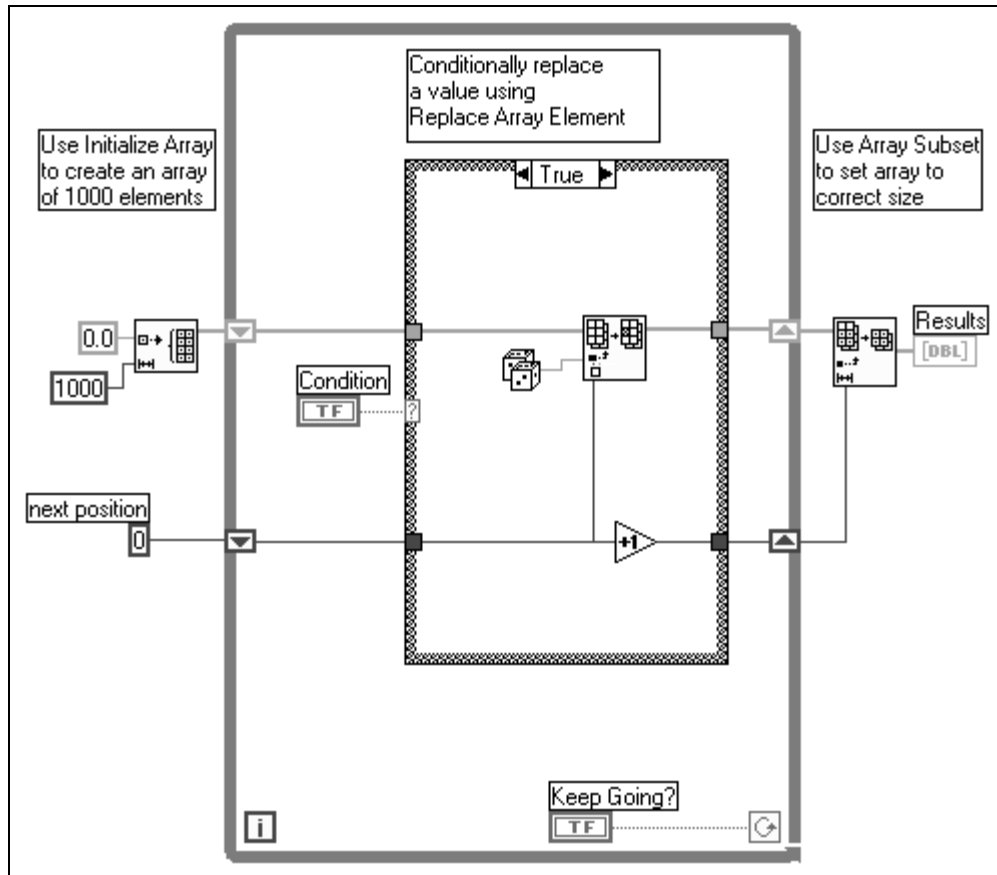 Conditionally replace
a value using
Replace Array Element
Use Initialize Array
to create an array
of 1000 elements
Use Array Subset
to set array to
correct size
True
0.0
1000
Condition
TF
?
Results
[DBL]
next position
0
+1
Keep Going?
TF
i